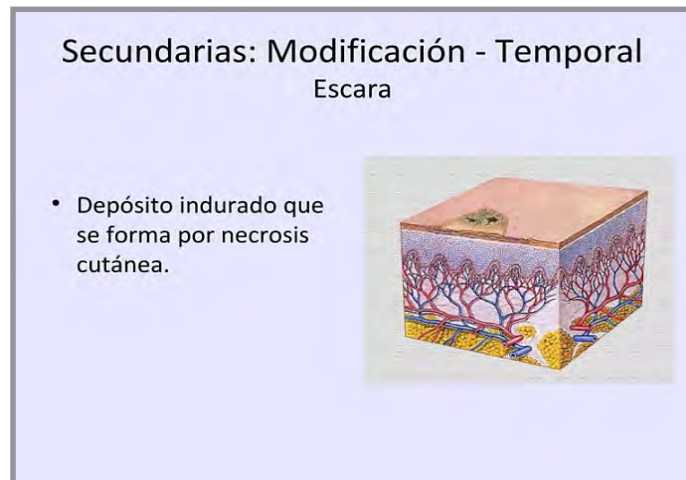 Secundarias: Modificación - Temporal
Escara
• Depósito indurado que
se forma por necrosis
cutánea.